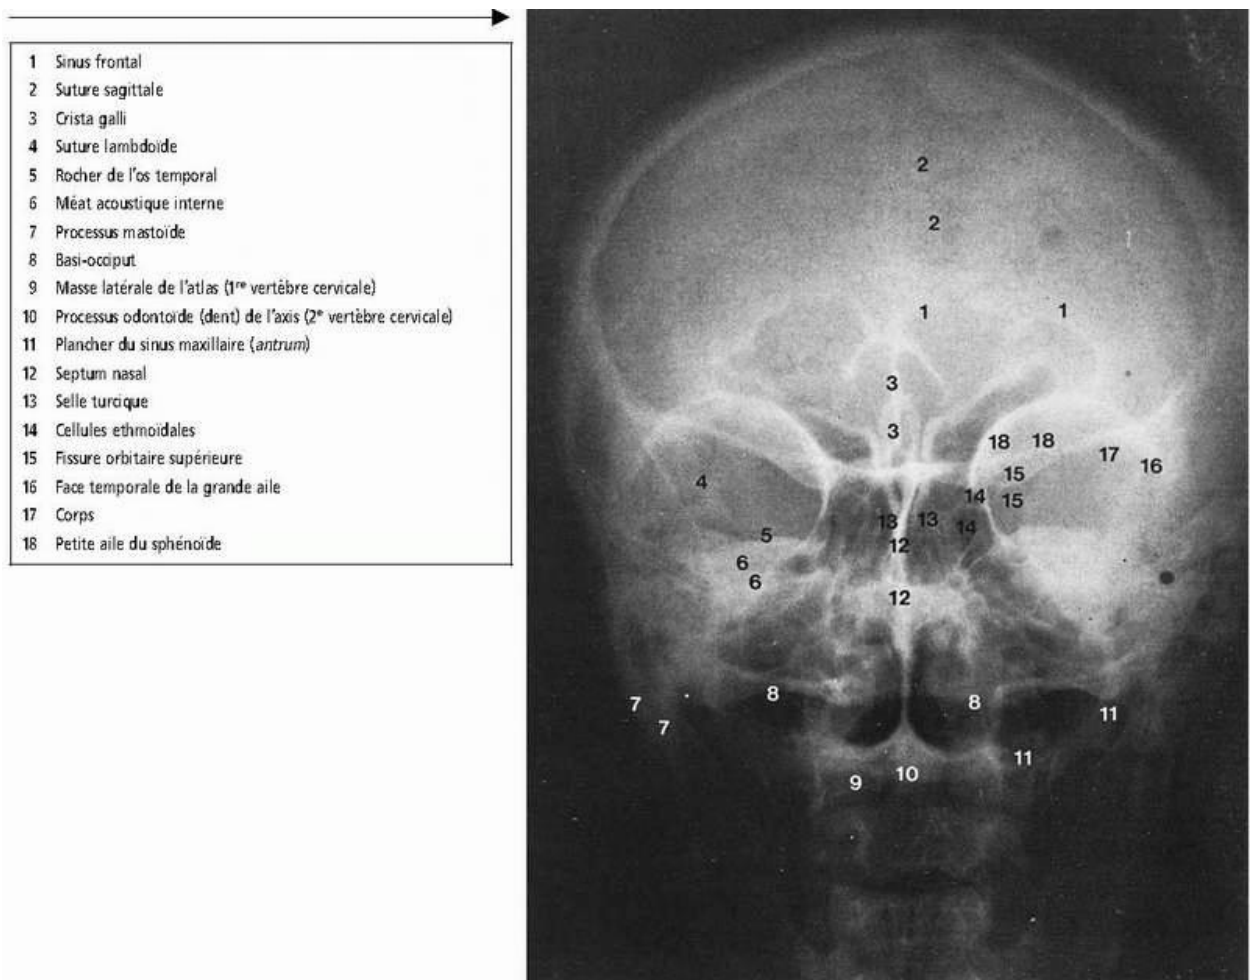 1 Sinus frontal
2 Suture sagittale
3 Crista galli
4 Suture lambdoïde
5 Rocher de l'os temporal
6 Méat acoustique interne
7 Processus mastoïde
8 Basi-occiput
9 Masse latérale de l'atlas (1re vertèbre cervicale)
10 Processus odontoïde (dent) de l'axis (2e vertèbre cervicale)
11 Plancher du sinus maxillaire (antrum)
12 Septum nasal
13 Selle turcique
14 Cellules ethmoïdales
15 Fissure orbitaire supérieure
16 Face temporale de la grande aile
17 Corps
18 Petite aile du sphénoïde
2
2
1 1
3
3 18 18 17 16
4 15
14 15
13 13 14
5 12
6
6
12
7 8 8 11
7
11
9 10